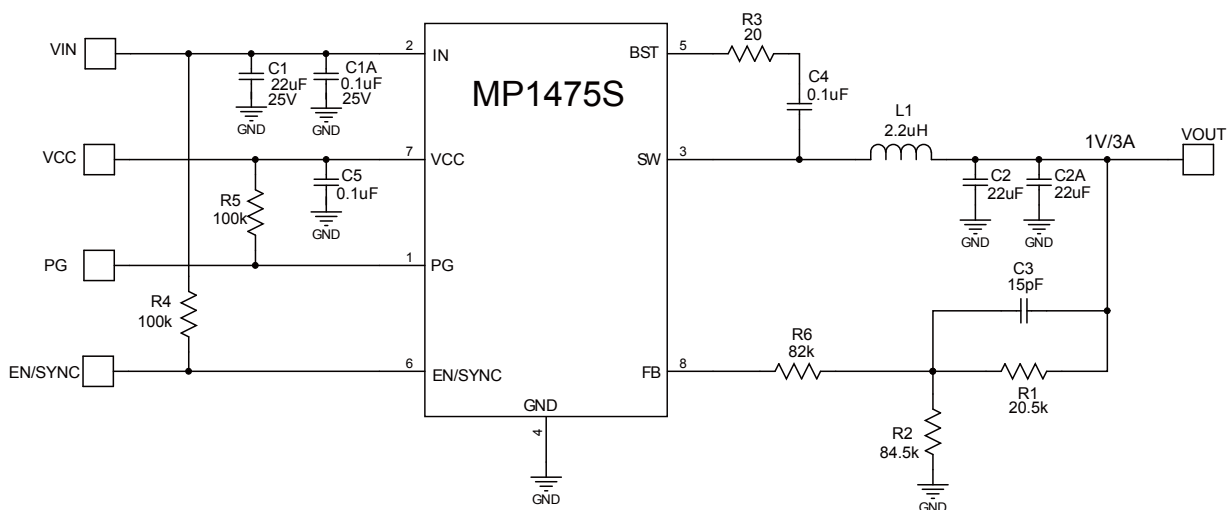 VIN
2
IN
C1
22uF
25V
GND
C1A
0.1uF
25V
GND
MP1475S
BST
5
R3
20
C4
0.1uF
VCC
7
VCC
C5
0.1uF
GND
R5
100k
SW
3
L1
2.2uH
1V/3A
VOUT
C2
22uF
GND
C2A
22uF
GND
PG
1
PG
R4
100k
C3
15pF
EN/SYNC
6
EN/SYNC
FB
8
R6
82k
R1
20.5k
R2
84.5k
GND
GND
4
GND